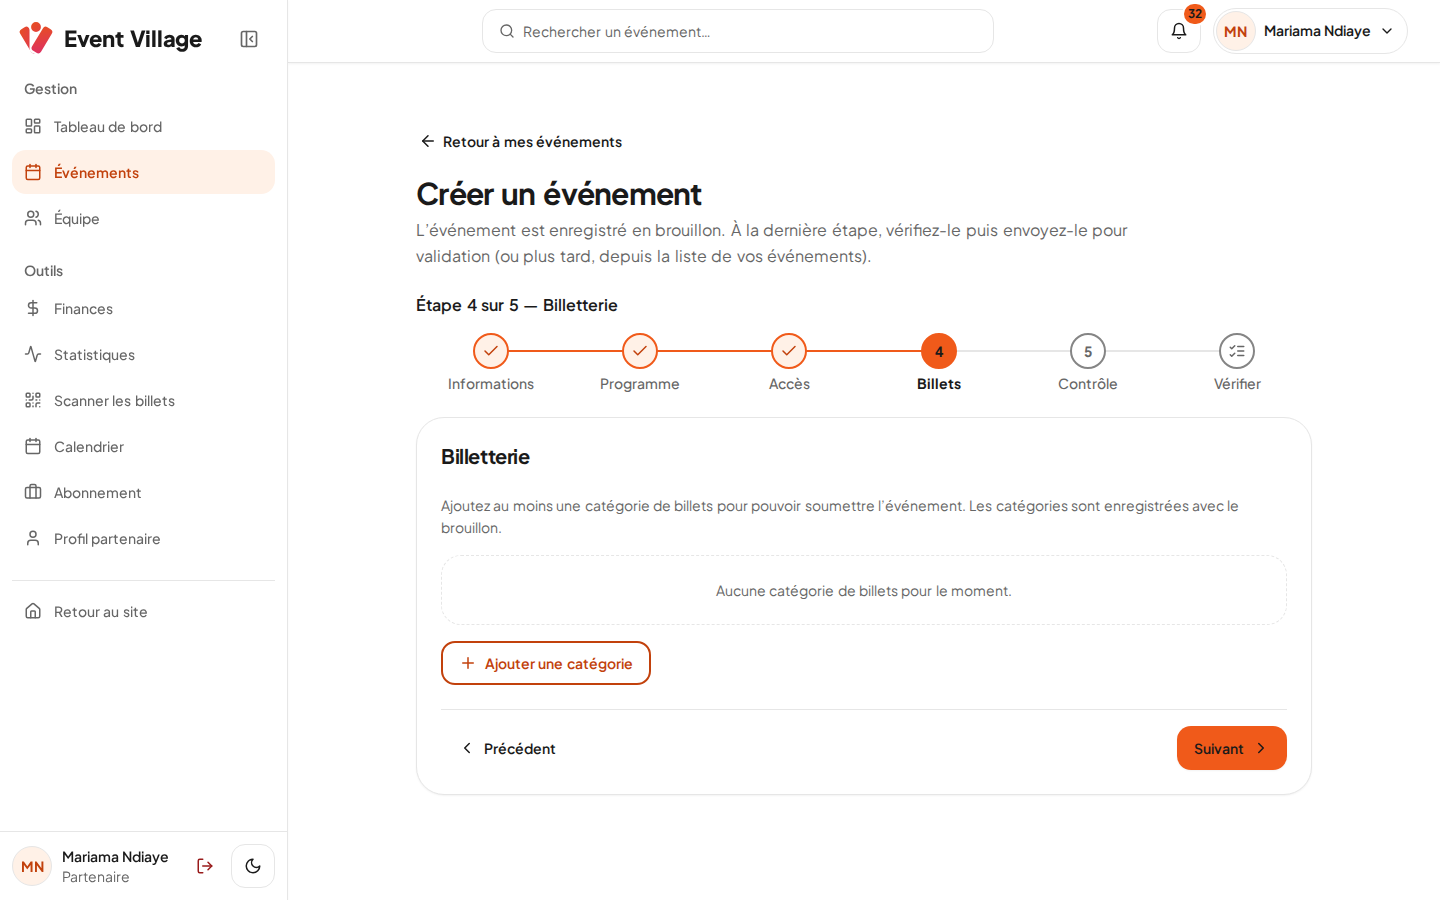 Event Village
Gestion
Tableau de bord
Événements
Équipe
Outils
Finances
Statistiques
Scanner les billets
Calendrier
Abonnement
Profil partenaire
Retour au site
MN
Mariama Ndiaye
Partenaire
Rechercher un événement...
32
MN
Mariama Ndiaye
Retour à mes événements
Créer un événement
L'événement est enregistré en brouillon. À la dernière étape, vérifiez-le puis envoyez-le pour
validation (ou plus tard, depuis la liste de vos événements).
Étape 4 sur 5 — Billetterie
4
5
Informations
Programme
Accès
Billets
Contrôle
Vérifier
Billetterie
Ajoutez au moins une catégorie de billets pour pouvoir soumettre l'événement. Les catégories sont enregistrées avec le
brouillon.
Aucune catégorie de billets pour le moment.
Ajouter une catégorie
Précédent
Suivant